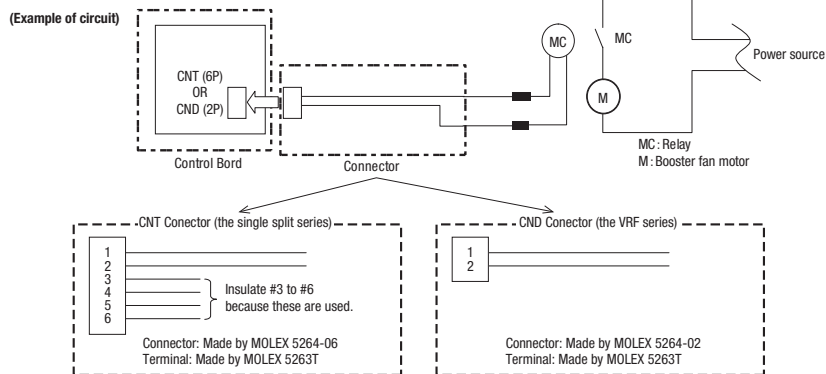 (Example of circuit)
MC
MC
Power source
CNT (6P)
OR
CND (2P)
M
MC : Relay
M : Booster fan motor
Control Bord
Connector
CNT Conector (the single split series)
1
2
3
4
5
6
Insulate #3 to #6
because these are used.
Connector: Made by MOLEX 5264-06
Terminal: Made by MOLEX 5263T
CND Conector (the VRF series)
1
2
Connector: Made by MOLEX 5264-02
Terminal: Made by MOLEX 5263T